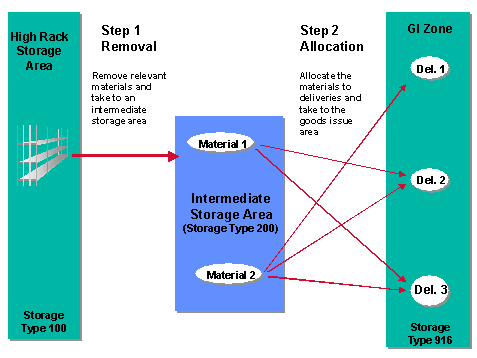 High Rack
Storage
Area
Storage
Type 100
Step 1
Removal
Remove relevant
materials and
take to an
intermediate
storage area
Material 1
Intermediate
Storage Area
(Storage Type 200)
Material 2
Step 2
Allocation
Allocate the
materials to
deliveries and
take to the
goods issue
area
GI Zone
Del. 1
Del. 2
Del. 3
Storage
Type 916